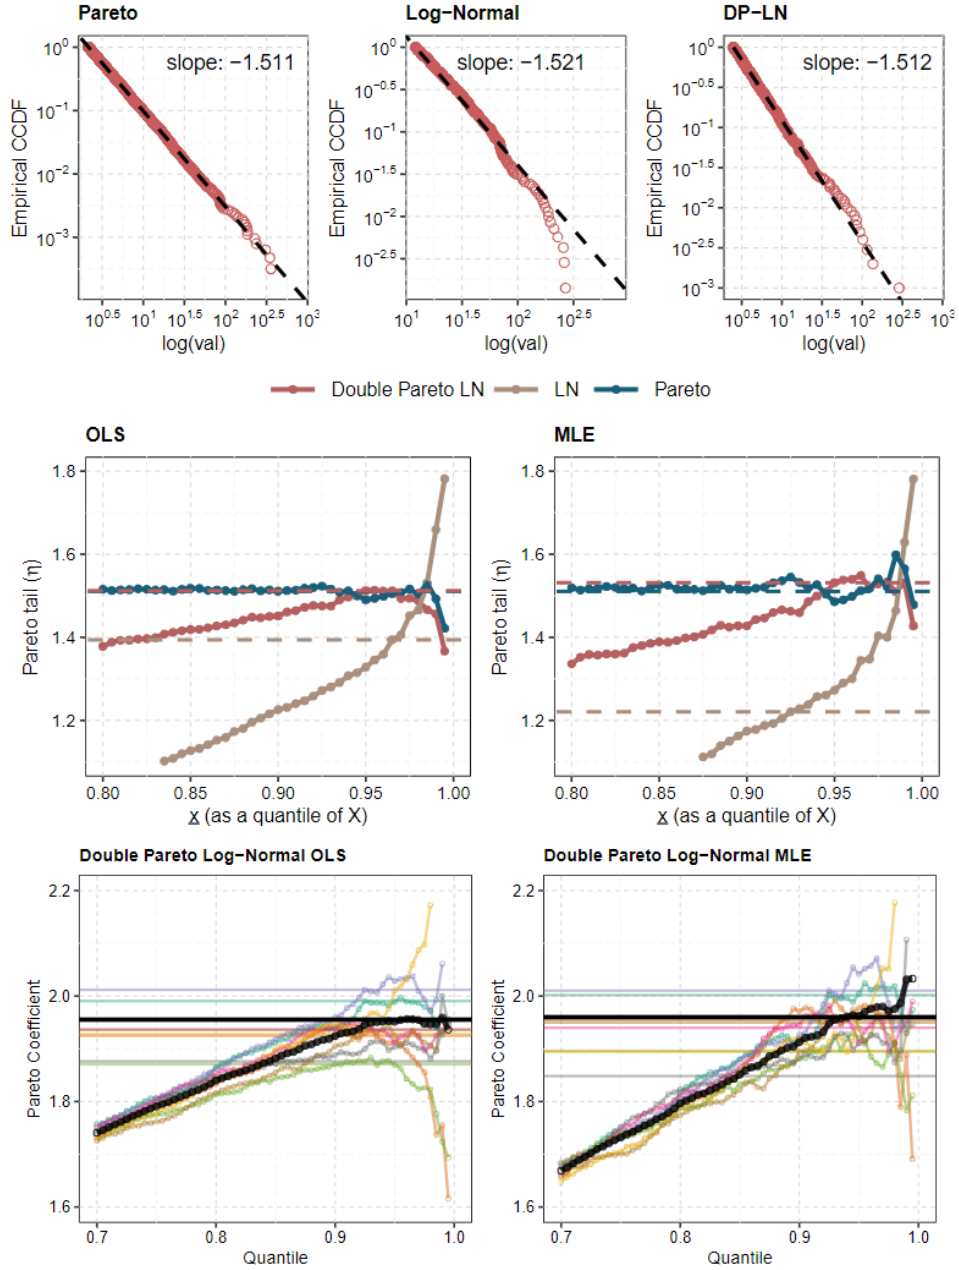 Pareto
Log−Normal
DP−LN
slope: −1.511
slope: −1.521
slope: −1.512
Empirical CCDF
10^0
10^−1
10^−2
10^−3
10^0.5
10^1
10^1.5
10^2
10^2.5
10^3
log(val)
Empirical CCDF
10^0
10^−0.5
10^−1
10^−1.5
10^−2
10^−2.5
10^1
10^1.5
10^2
10^2.5
log(val)
Empirical CCDF
10^0
10^−0.5
10^−1
10^−1.5
10^−2
10^−2.5
10^−3
10^0.5
10^1
10^1.5
10^2
10^2.5
10^3
log(val)
Double Pareto LN
LN
Pareto
OLS
Pareto tail (η)
1.8
1.6
1.4
1.2
0.80
0.85
0.90
0.95
1.00
x (as a quantile of X)
MLE
Pareto tail (η)
1.8
1.6
1.4
1.2
0.80
0.85
0.90
0.95
1.00
x (as a quantile of X)
Double Pareto Log−Normal OLS
Pareto Coefficient
2.2
2.0
1.8
1.6
0.7
0.8
0.9
1.0
Quantile
Double Pareto Log−Normal MLE
Pareto Coefficient
2.2
2.0
1.8
1.6
0.7
0.8
0.9
1.0
Quantile